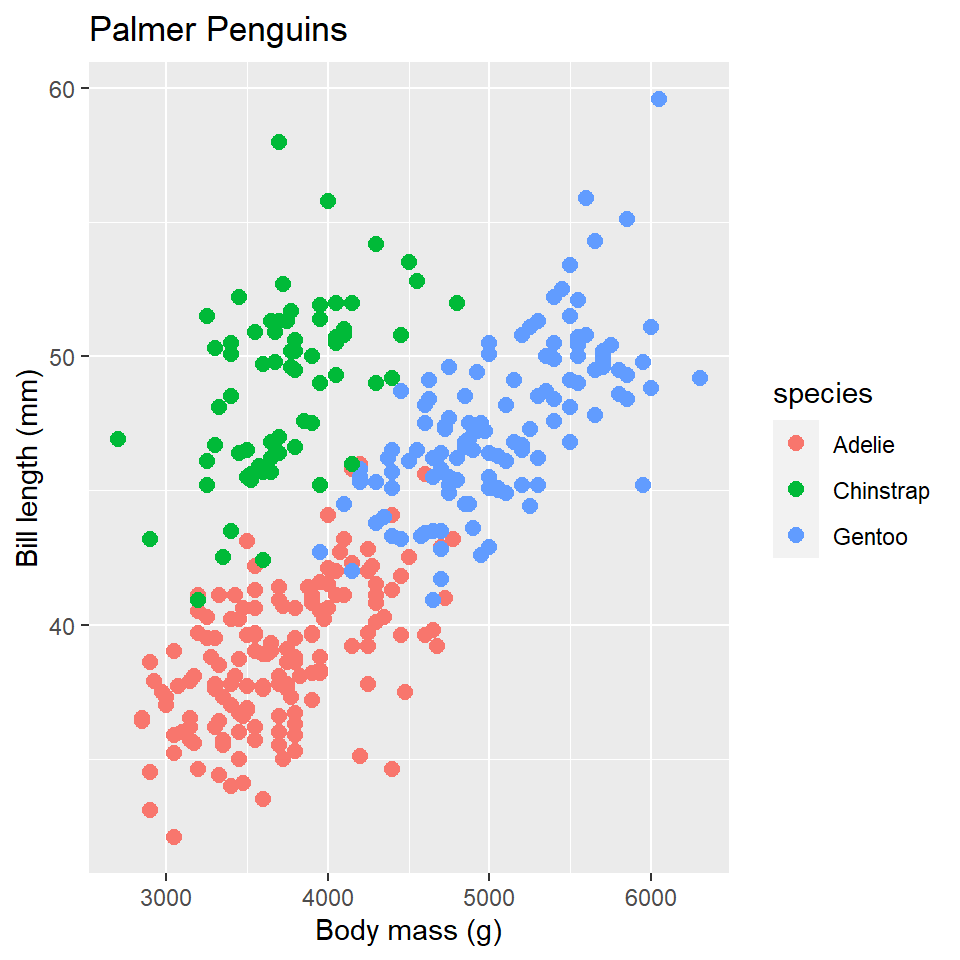 Palmer Penguins
60
50
40
Bill length (mm)
3000 4000 5000 6000
Body mass (g)
species
Adelie
Chinstrap
Gentoo